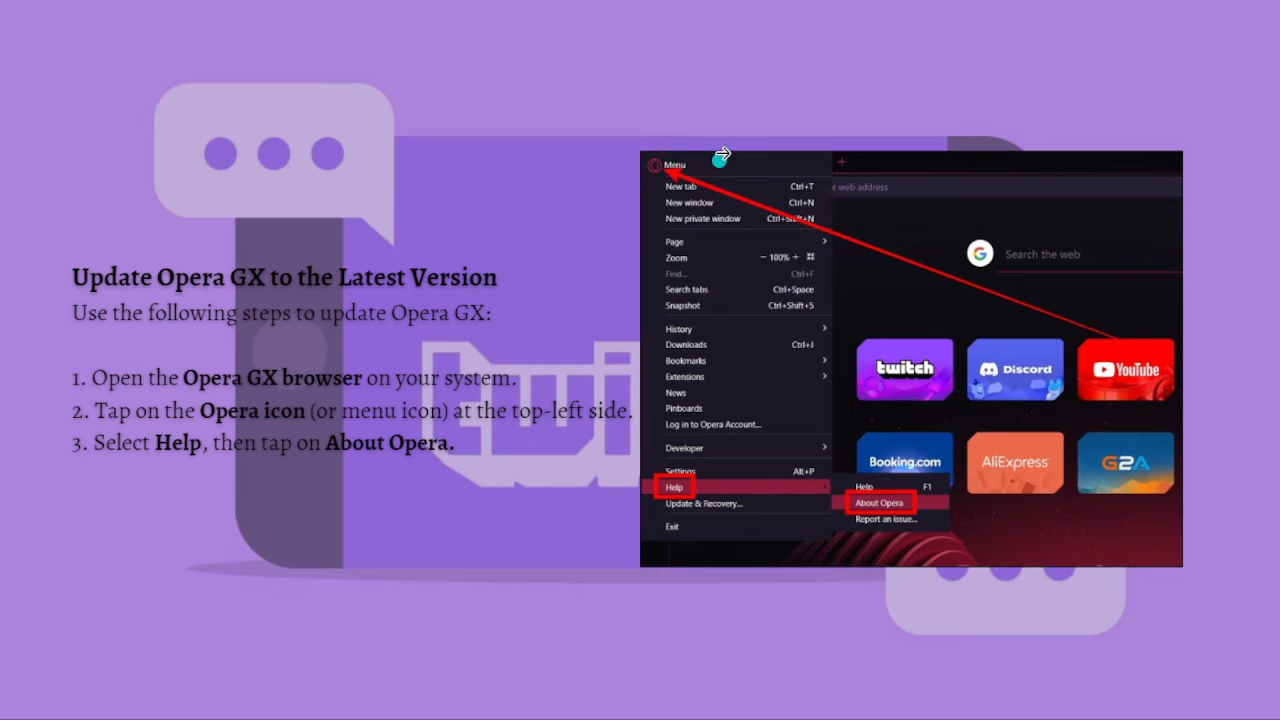 Update Opera GX to the Latest Version
Use the following steps to update Opera GX:
1. Open the Opera GX browser on your system.
2. Tap on the Opera icon (or menu icon) at the top-left side.
3. Select Help, then tap on About Opera.
twi
Menu
New tab Ctrl+T
New window Ctrl+N
New private window Ctrl+Shift+N
Page
Zoom − 100% +
Find... Ctrl+F
Search tabs Ctrl+Space
Snapshot Ctrl+Shift+5
History
Downloads Ctrl+J
Bookmarks
Extensions
News
Pinboards
Log in to Opera Account...
Developer
Settings Alt+P
Help
Update & Recovery...
Exit
Help F1
About Opera
Report an issue...
+
r web address
G Search the web
twitch Discord YouTube
Booking.com AliExpress G2A